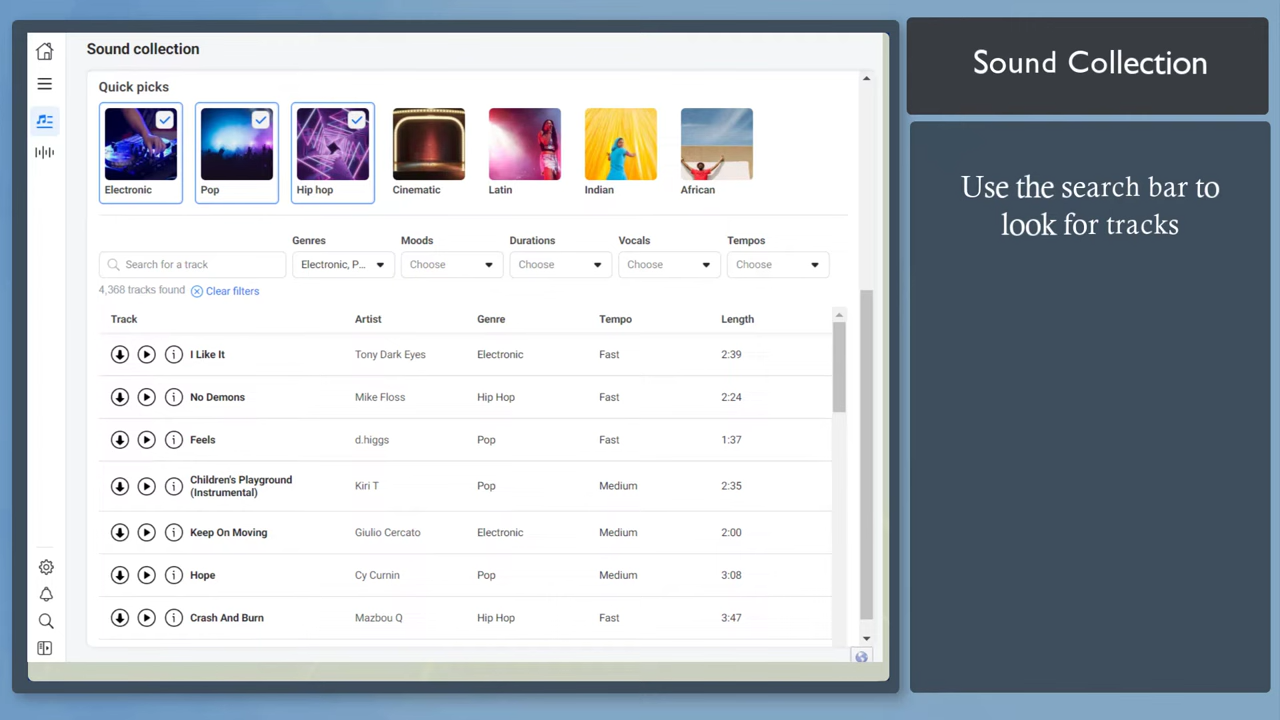 Sound collection
Quick picks
Electronic
Pop
Hip hop
Cinematic
Latin
Indian
African
Genres Moods Durations Vocals Tempos
Search for a track Electronic, P... Choose Choose Choose Choose
4,368 tracks found Clear filters
Track Artist Genre Tempo Length
I Like It Tony Dark Eyes Electronic Fast 2:39
No Demons Mike Floss Hip Hop Fast 2:24
Feels d.higgs Pop Fast 1:37
Children's Playground
(Instrumental) Kiri T Pop Medium 2:35
Keep On Moving Giulio Cercato Electronic Medium 2:00
Hope Cy Curnin Pop Medium 3:08
Crash And Burn Mazbou Q Hip Hop Fast 3:47
Sound Collection
Use the search bar to
look for tracks